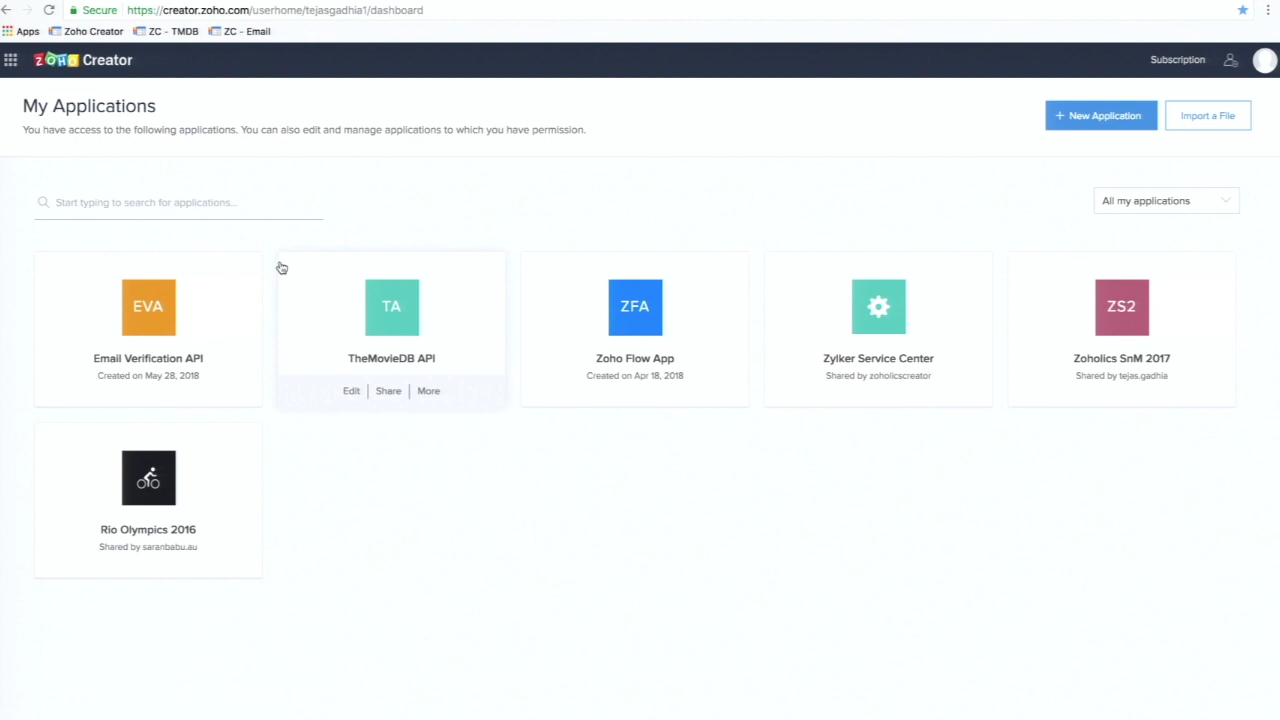 Secure https://creator.zoho.com/userhome/tejasgadhia1/dashboard
Apps Zoho Creator ZC - TMDB ZC - Email
ZOHO Creator Subscription
My Applications
You have access to the following applications. You can also edit and manage applications to which you have permission.
+ New Application Import a File
Start typing to search for applications... All my applications
EVA TA ZFA ZS2
Email Verification API TheMovieDB API Zoho Flow App Zylker Service Center Zoholics SnM 2017
Created on May 28, 2018 Created on Apr 18, 2018 Shared by zoholicscreator Shared by tejas.gadhia
Edit Share More
Rio Olympics 2016
Shared by saranbabu.au